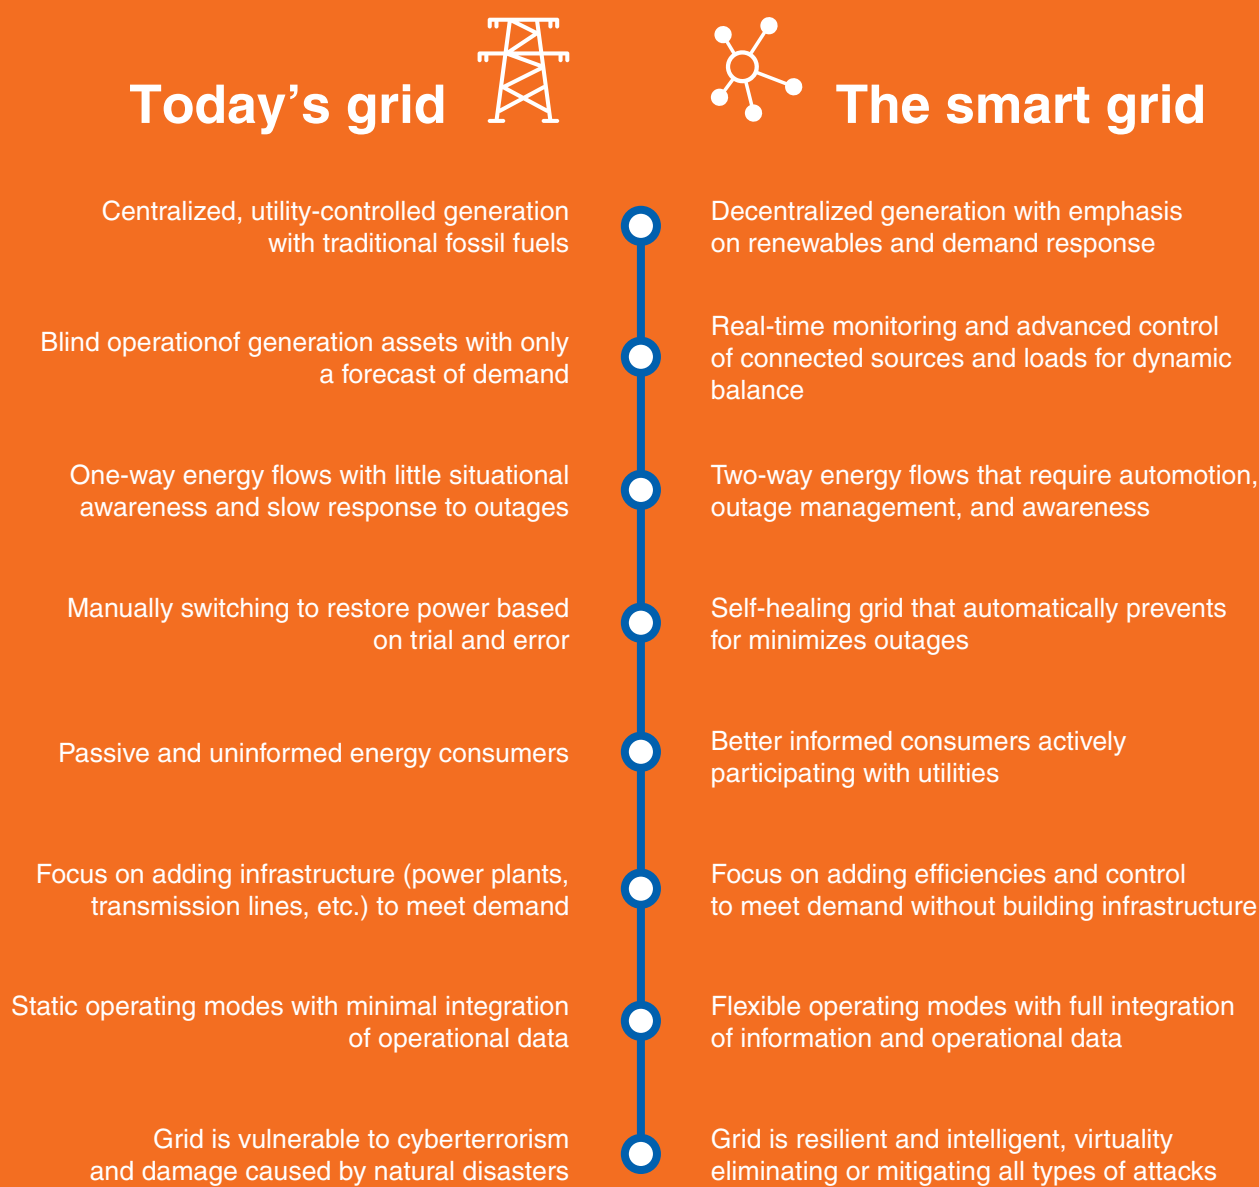 Today’s grid
The smart grid
Centralized, utility-controlled generation
with traditional fossil fuels
Decentralized generation with emphasis
on renewables and demand response
Blind operationof generation assets with only
a forecast of demand
Real-time monitoring and advanced control
of connected sources and loads for dynamic
balance
One-way energy flows with little situational
awareness and slow response to outages
Two-way energy flows that require automotion,
outage management, and awareness
Manually switching to restore power based
on trial and error
Self-healing grid that automatically prevents
for minimizes outages
Passive and uninformed energy consumers
Better informed consumers actively
participating with utilities
Focus on adding infrastructure (power plants,
transmission lines, etc.) to meet demand
Focus on adding efficiencies and control
to meet demand without building infrastructure
Static operating modes with minimal integration
of operational data
Flexible operating modes with full integration
of information and operational data
Grid is vulnerable to cyberterrorism
and damage caused by natural disasters
Grid is resilient and intelligent, virtuality
eliminating or mitigating all types of attacks